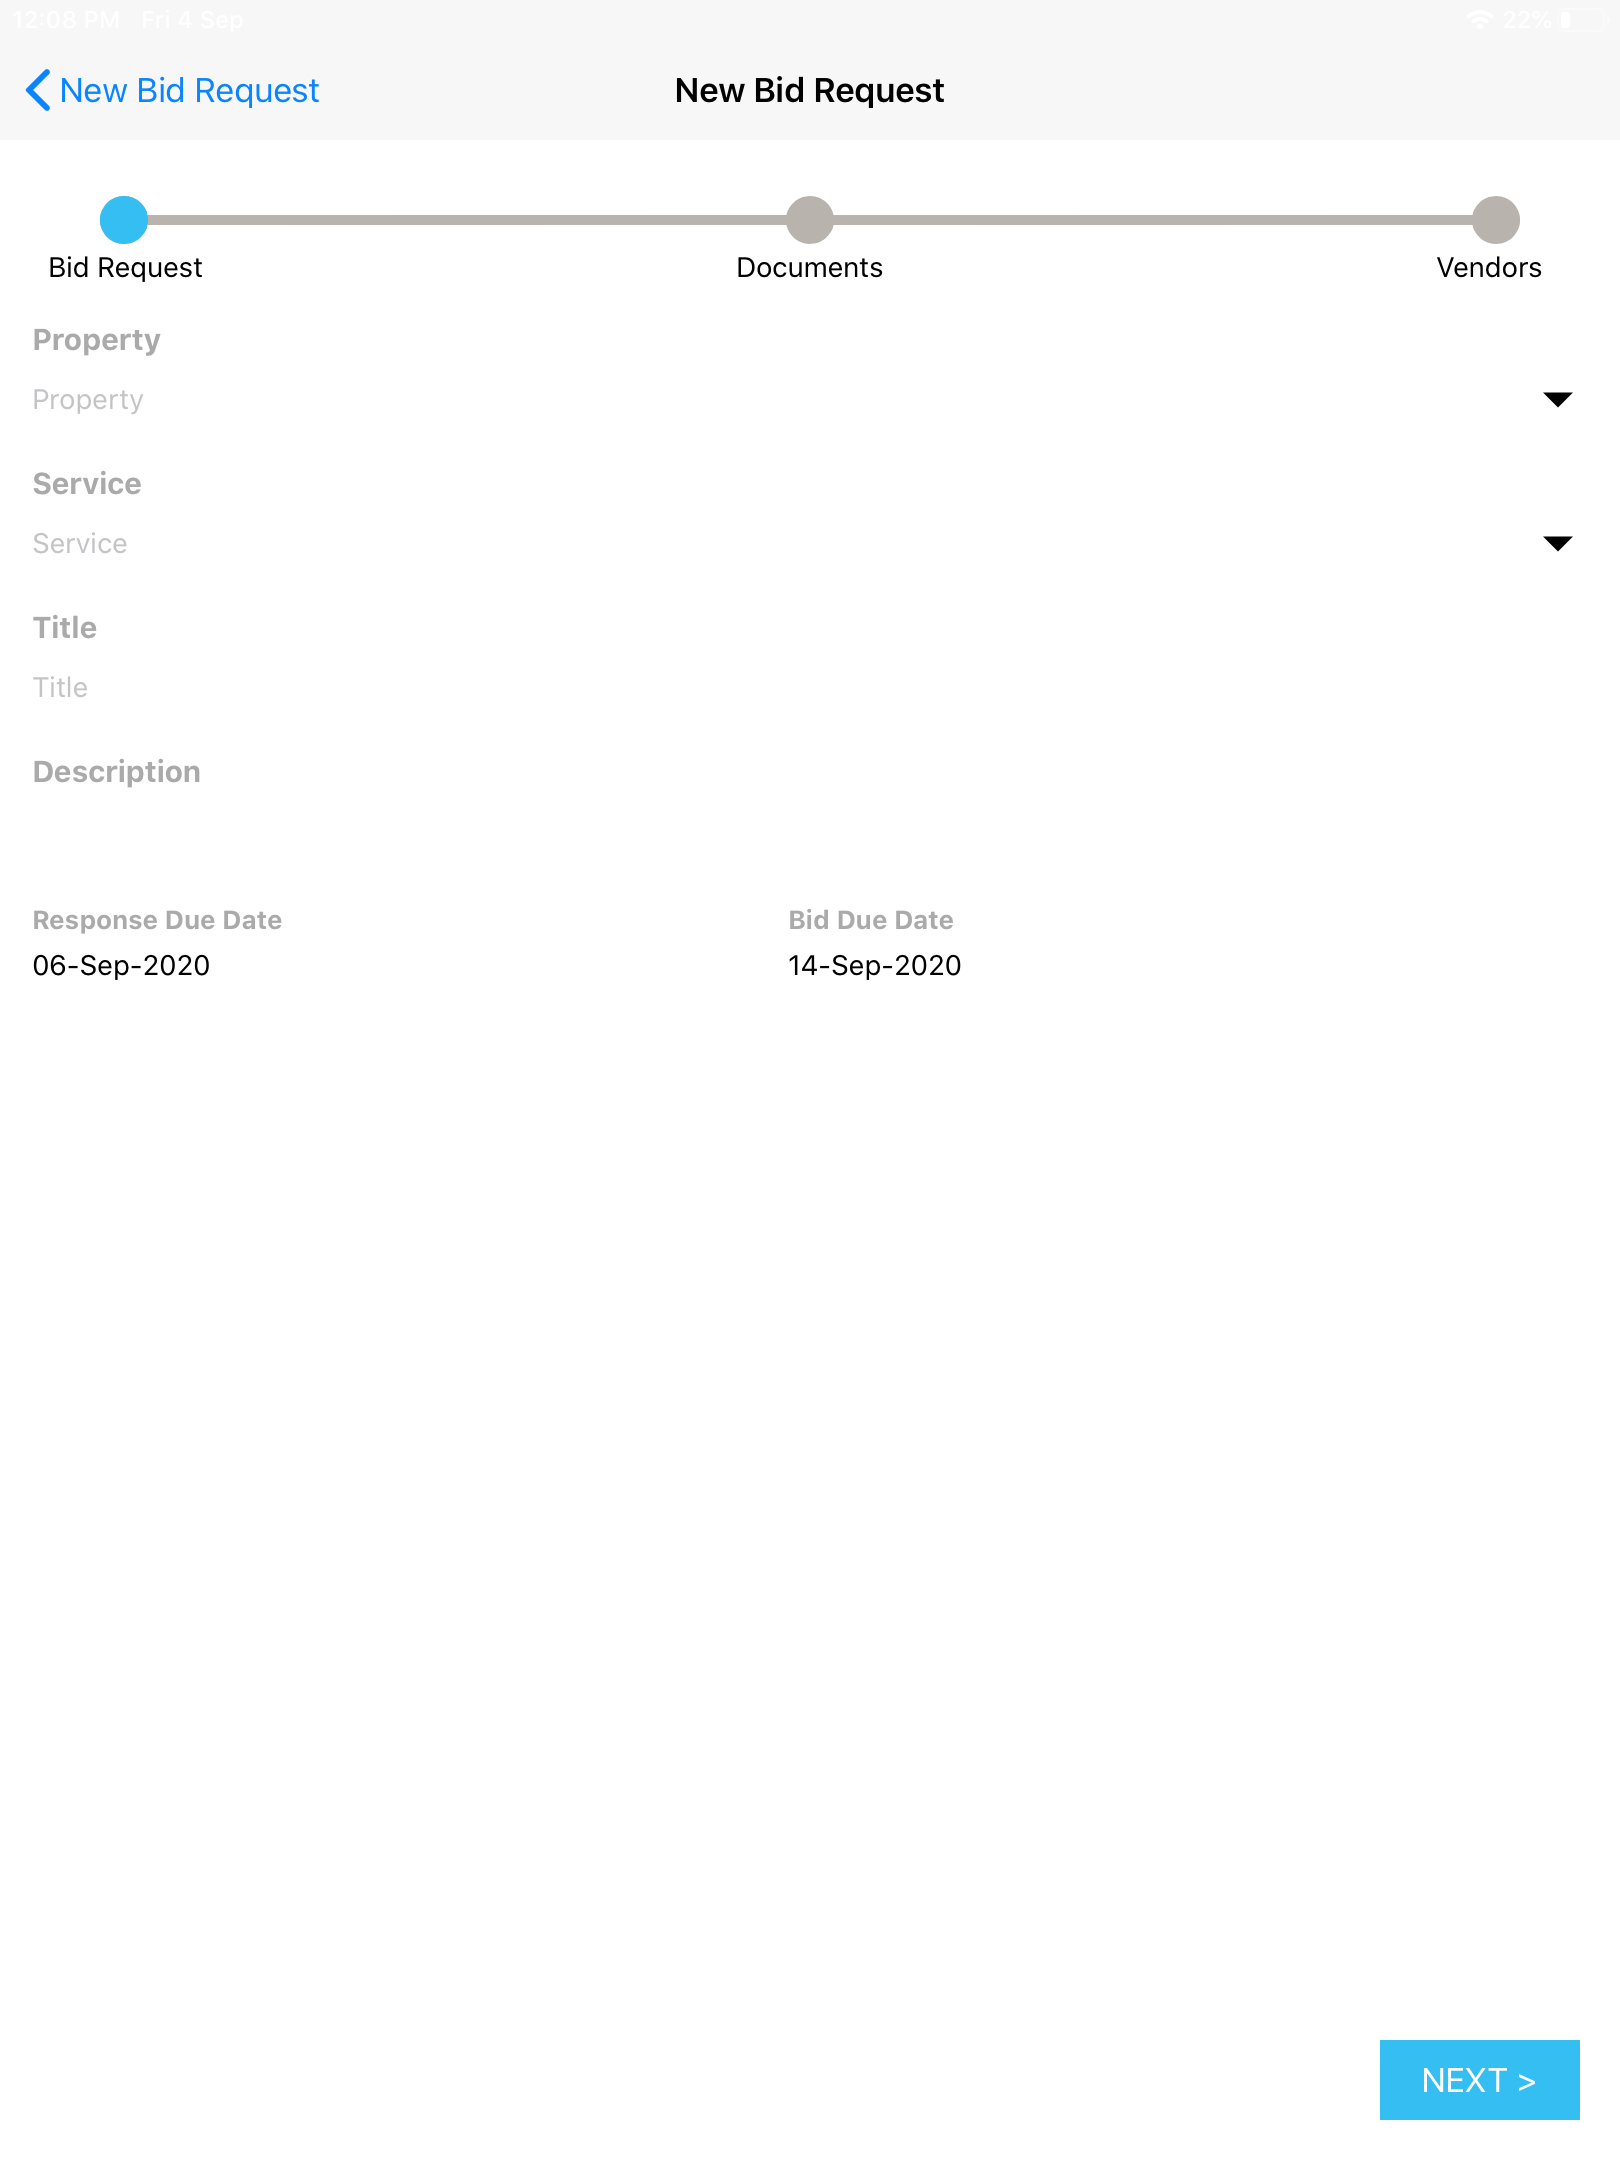 12:08 PM Fri 4 Sep 22%
New Bid Request New Bid Request
Bid Request Documents Vendors
Property
Property
Service
Service
Title
Title
Description
Response Due Date Bid Due Date
06-Sep-2020 14-Sep-2020
NEXT >